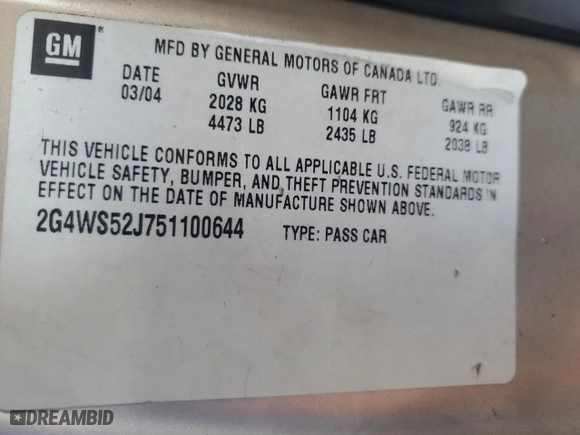 GM
MFD BY GENERAL MOTORS OF CANADA LTD.
DATE GVWR GAWR FRT GAWR RR
03/04 2028 KG 1104 KG 924 KG
4473 LB 2435 LB 2038 LB
THIS VEHICLE CONFORMS TO ALL APPLICABLE U.S. FEDERAL MOTOR
VEHICLE SAFETY, BUMPER, AND THEFT PREVENTION STANDARDS IN
EFFECT ON THE DATE OF MANUFACTURE SHOWN ABOVE.
2G4WS52J751100644 TYPE: PASS CAR
DREAMBID